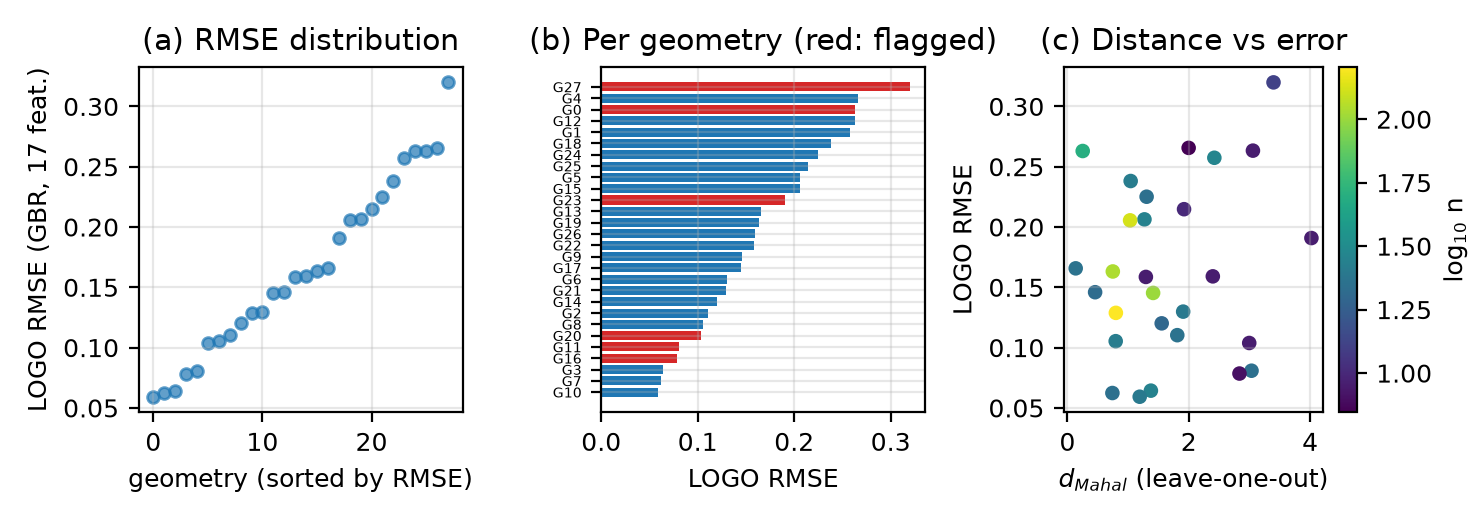 (a) RMSE distribution
LOGO RMSE (GBR, 17 feat.)
0.30
0.25
0.20
0.15
0.10
0.05
0
10
20
geometry (sorted by RMSE)
(b) Per geometry (red: flagged)
G27
G4
G0
G12
G1
G18
G24
G25
G5
G15
G23
G13
G19
G26
G22
G9
G17
G6
G21
G14
G2
G8
G20
G11
G16
G3
G7
G10
0.0
0.1
0.2
0.3
LOGO RMSE
(c) Distance vs error
LOGO RMSE
0.30
0.25
0.20
0.15
0.10
0.05
0
2
4
d_Mahal (leave-one-out)
2.00
1.75
1.50
1.25
1.00
log₁₀ n